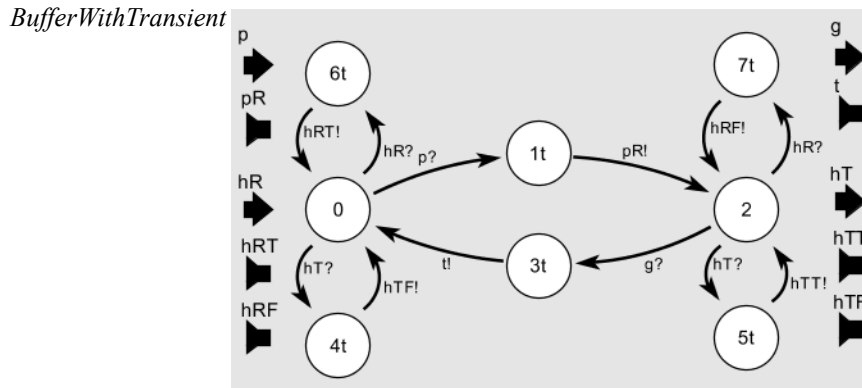 BufferWithTransient
p
g
6t
7t
pR
t
hRT!
hR?
hRF!
hR?
p?
1t
pR!
hR
hT
0
2
hRT
hTT
hT?
hTF!
t!
3t
g?
hT?
hTT!
hRF
hTF
4t
5t